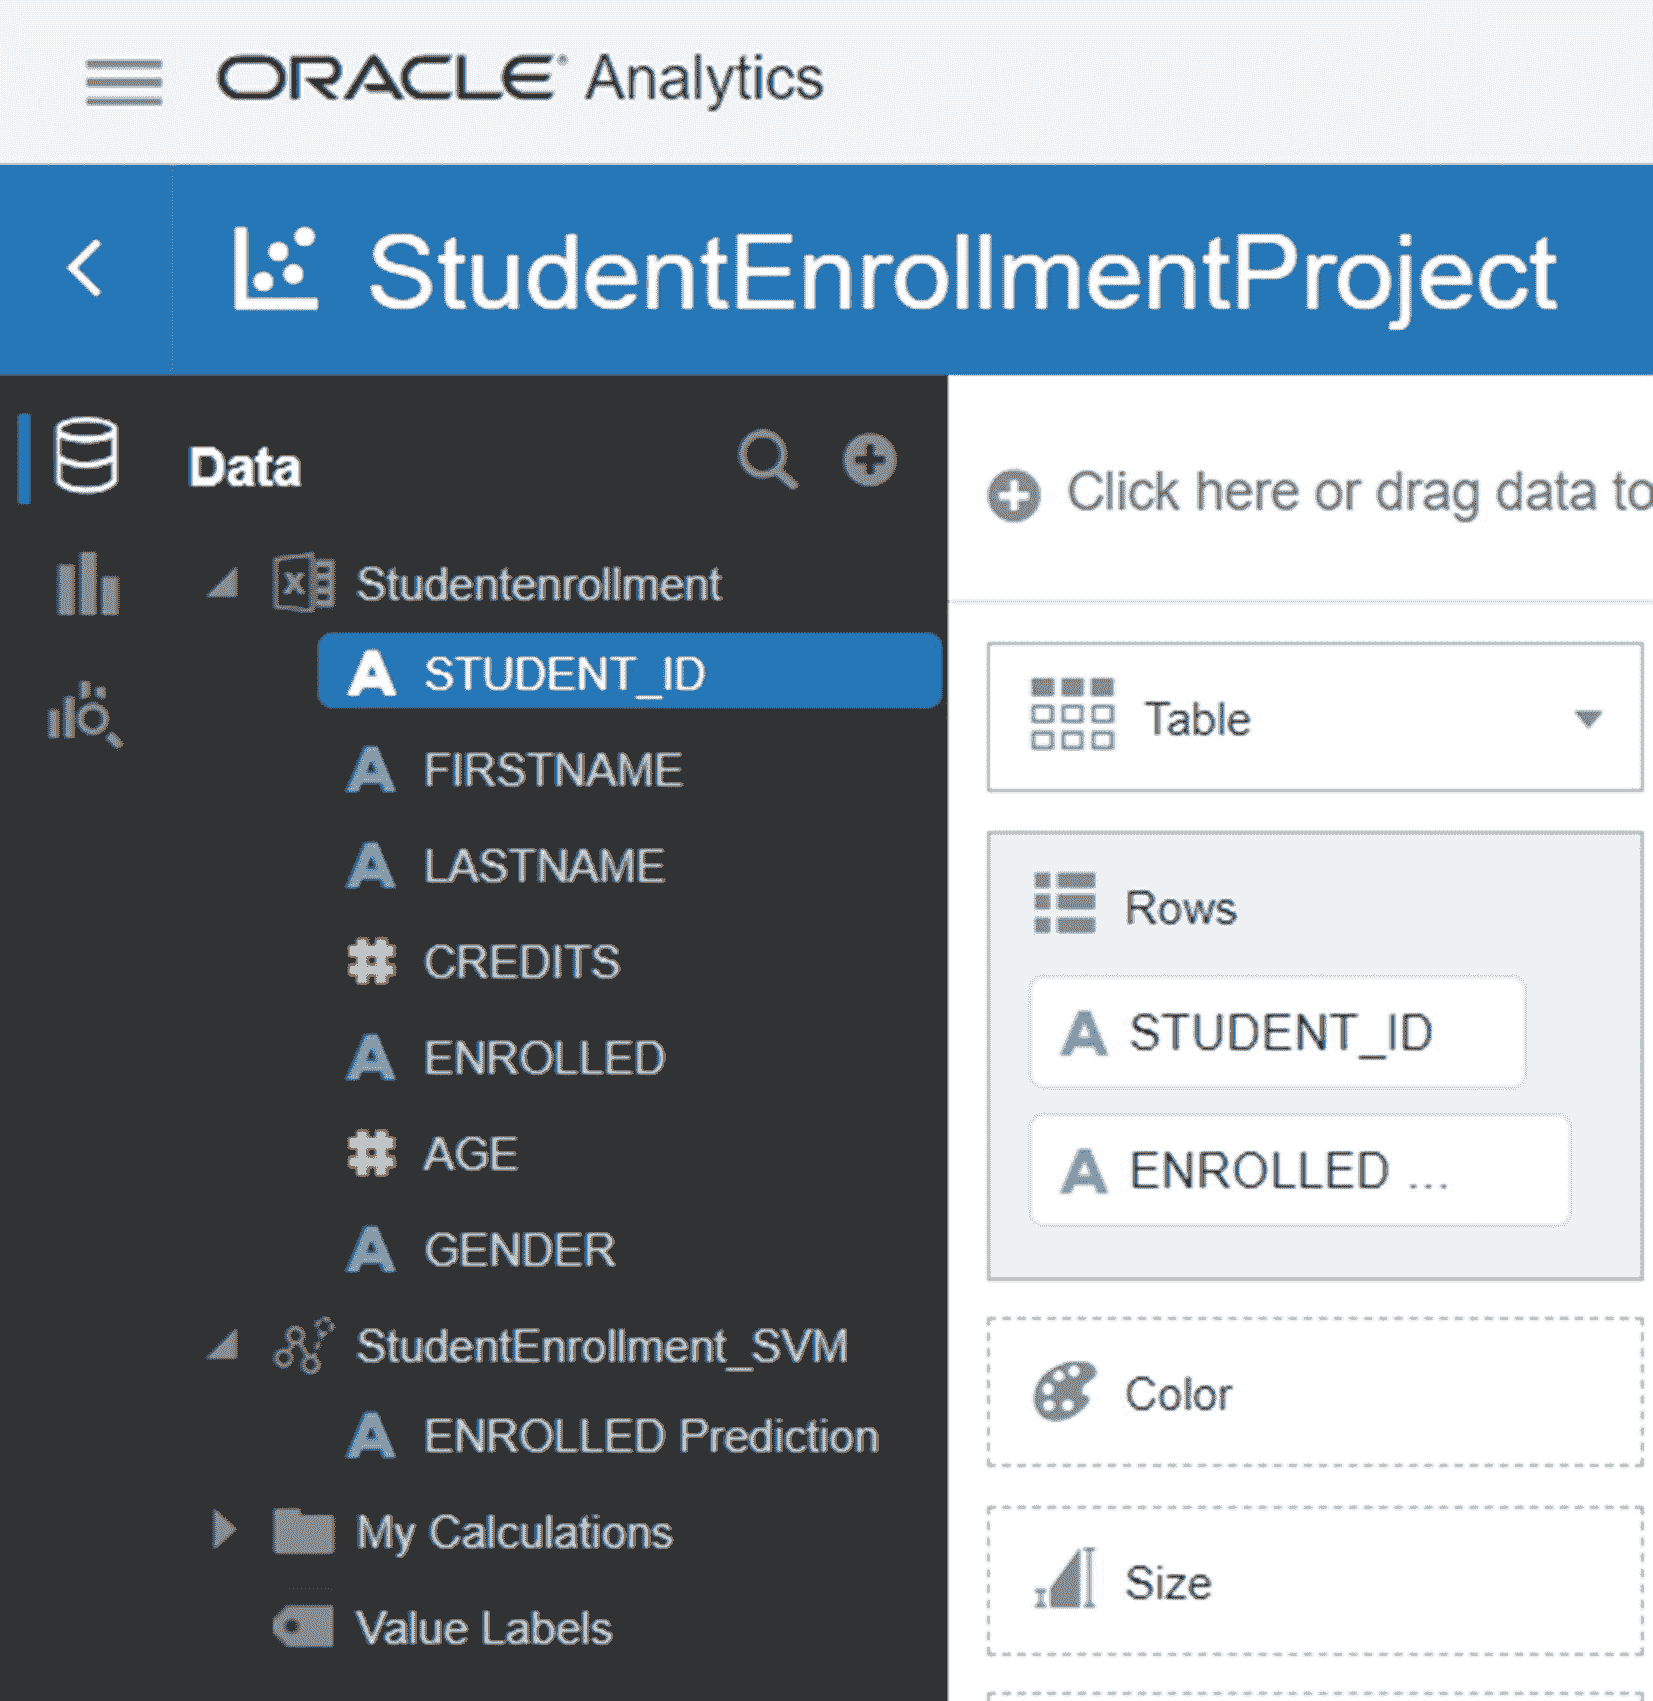 ORACLE Analytics
StudentEnrollmentProject
Data
Studentenrollment
A STUDENT_ID
A FIRSTNAME
A LASTNAME
# CREDITS
A ENROLLED
# AGE
A GENDER
StudentEnrollment_SVM
A ENROLLED Prediction
My Calculations
Value Labels
Click here or drag data to
Table
Rows
A STUDENT_ID
A ENROLLED ...
Color
Size